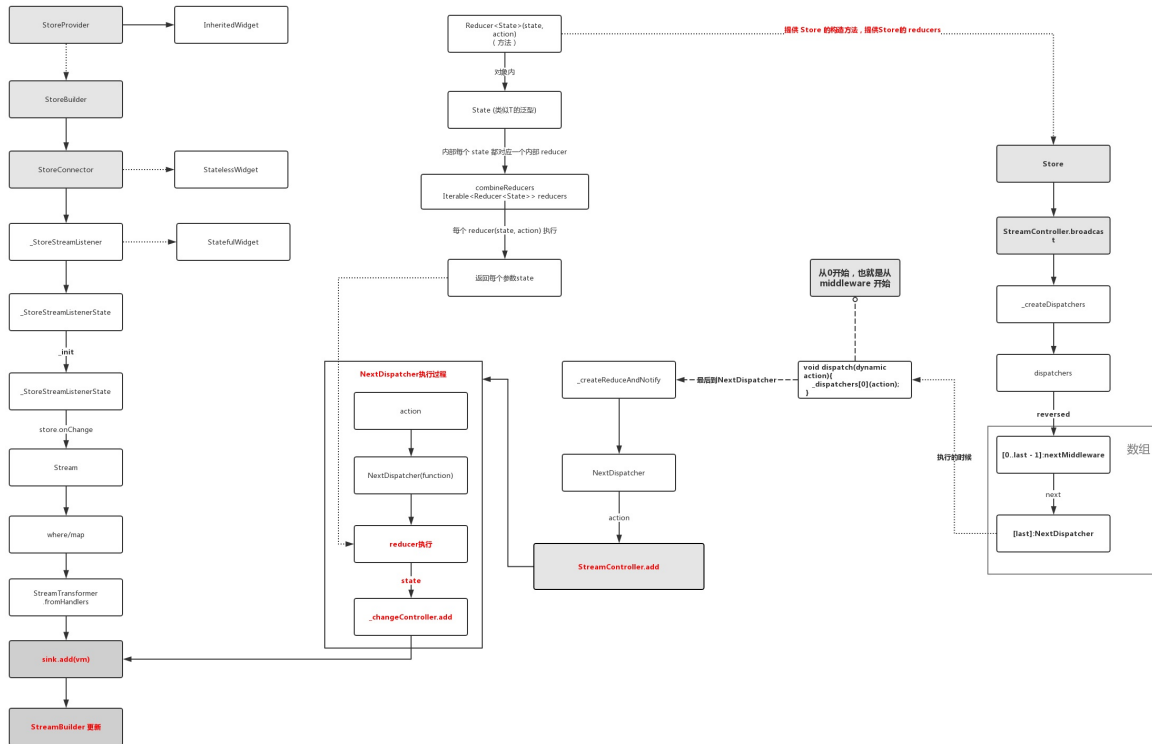 StoreProvider
InheritedWidget
StoreBuilder
StoreConnector
StatelessWidget
_StoreStreamListener
StatefulWidget
_StoreStreamListenerState
_init
_StoreStreamListenerState
store.onChange
Stream
where/map
StreamTransformer
.fromHandlers
sink.add(vm)
StreamBuilder 更新
Reducer<State>(state,
action)
（ 方法 ）
对象内
State (类似T的泛型)
内部每个 state 都对应一个内部 reducer
combineReducers
Iterable<Reducer<State>> reducers
每个 reducer(state, action) 执行
返回每个参数state
NextDispatcher执行过程
action
NextDispatcher(function)
reducer执行
state
_changeController.add
提供 Store 的构造方法，提供Store的 reducers
Store
StreamController.broadcas
t
_createDispatchers
dispatchers
reversed
数组
[0..last - 1]:nextMiddleware
next
[last]:NextDispatcher
执行的时候
从0开始，也就是从
middleware 开始
void dispatch(dynamic
action){
_dispatchers[0](action);
}
最后到NextDispatcher
_createReduceAndNotify
NextDispatcher
action
StreamController.add